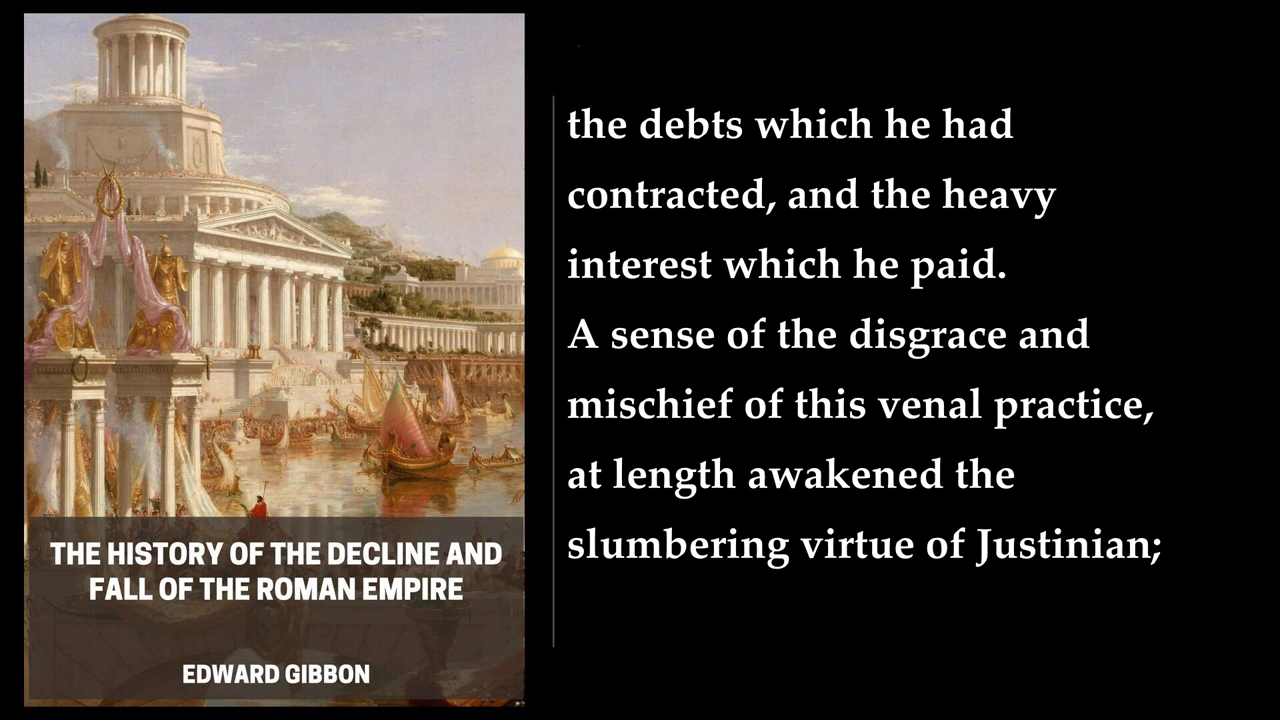 THE HISTORY OF THE DECLINE AND
FALL OF THE ROMAN EMPIRE
EDWARD GIBBON
the debts which he had
contracted, and the heavy
interest which he paid.
A sense of the disgrace and
mischief of this venal practice,
at length awakened the
slumbering virtue of Justinian;